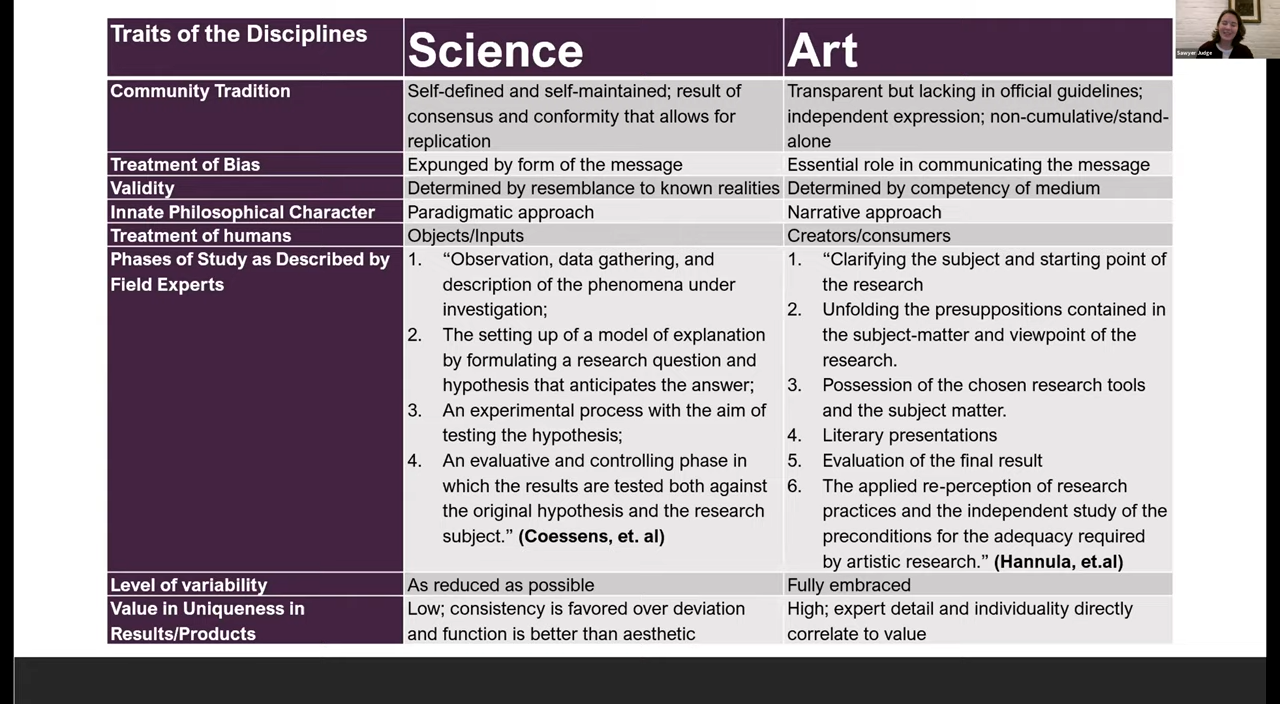 Traits of the Disciplines
Science
Art
Community Tradition
Self-defined and self-maintained; result of
consensus and conformity that allows for
replication
Transparent but lacking in official guidelines;
independent expression; non-cumulative/stand-
alone
Treatment of Bias
Expunged by form of the message
Essential role in communicating the message
Validity
Determined by resemblance to known realities
Determined by competency of medium
Innate Philosophical Character
Paradigmatic approach
Narrative approach
Treatment of humans
Objects/Inputs
Creators/consumers
Phases of Study as Described by
Field Experts
1. “Observation, data gathering, and
description of the phenomena under
investigation;
2. The setting up of a model of explanation
by formulating a research question and
hypothesis that anticipates the answer;
3. An experimental process with the aim of
testing the hypothesis;
4. An evaluative and controlling phase in
which the results are tested both against
the original hypothesis and the research
subject.” (Coessens, et. al)
1. “Clarifying the subject and starting point of
the research
2. Unfolding the presuppositions contained in
the subject-matter and viewpoint of the
research.
3. Possession of the chosen research tools
and the subject matter.
4. Literary presentations
5. Evaluation of the final result
6. The applied re-perception of research
practices and the independent study of the
preconditions for the adequacy required
by artistic research.” (Hannula, et.al)
Level of variability
As reduced as possible
Fully embraced
Value in Uniqueness in
Results/Products
Low; consistency is favored over deviation
and function is better than aesthetic
High; expert detail and individuality directly
correlate to value
Sawyer Judge